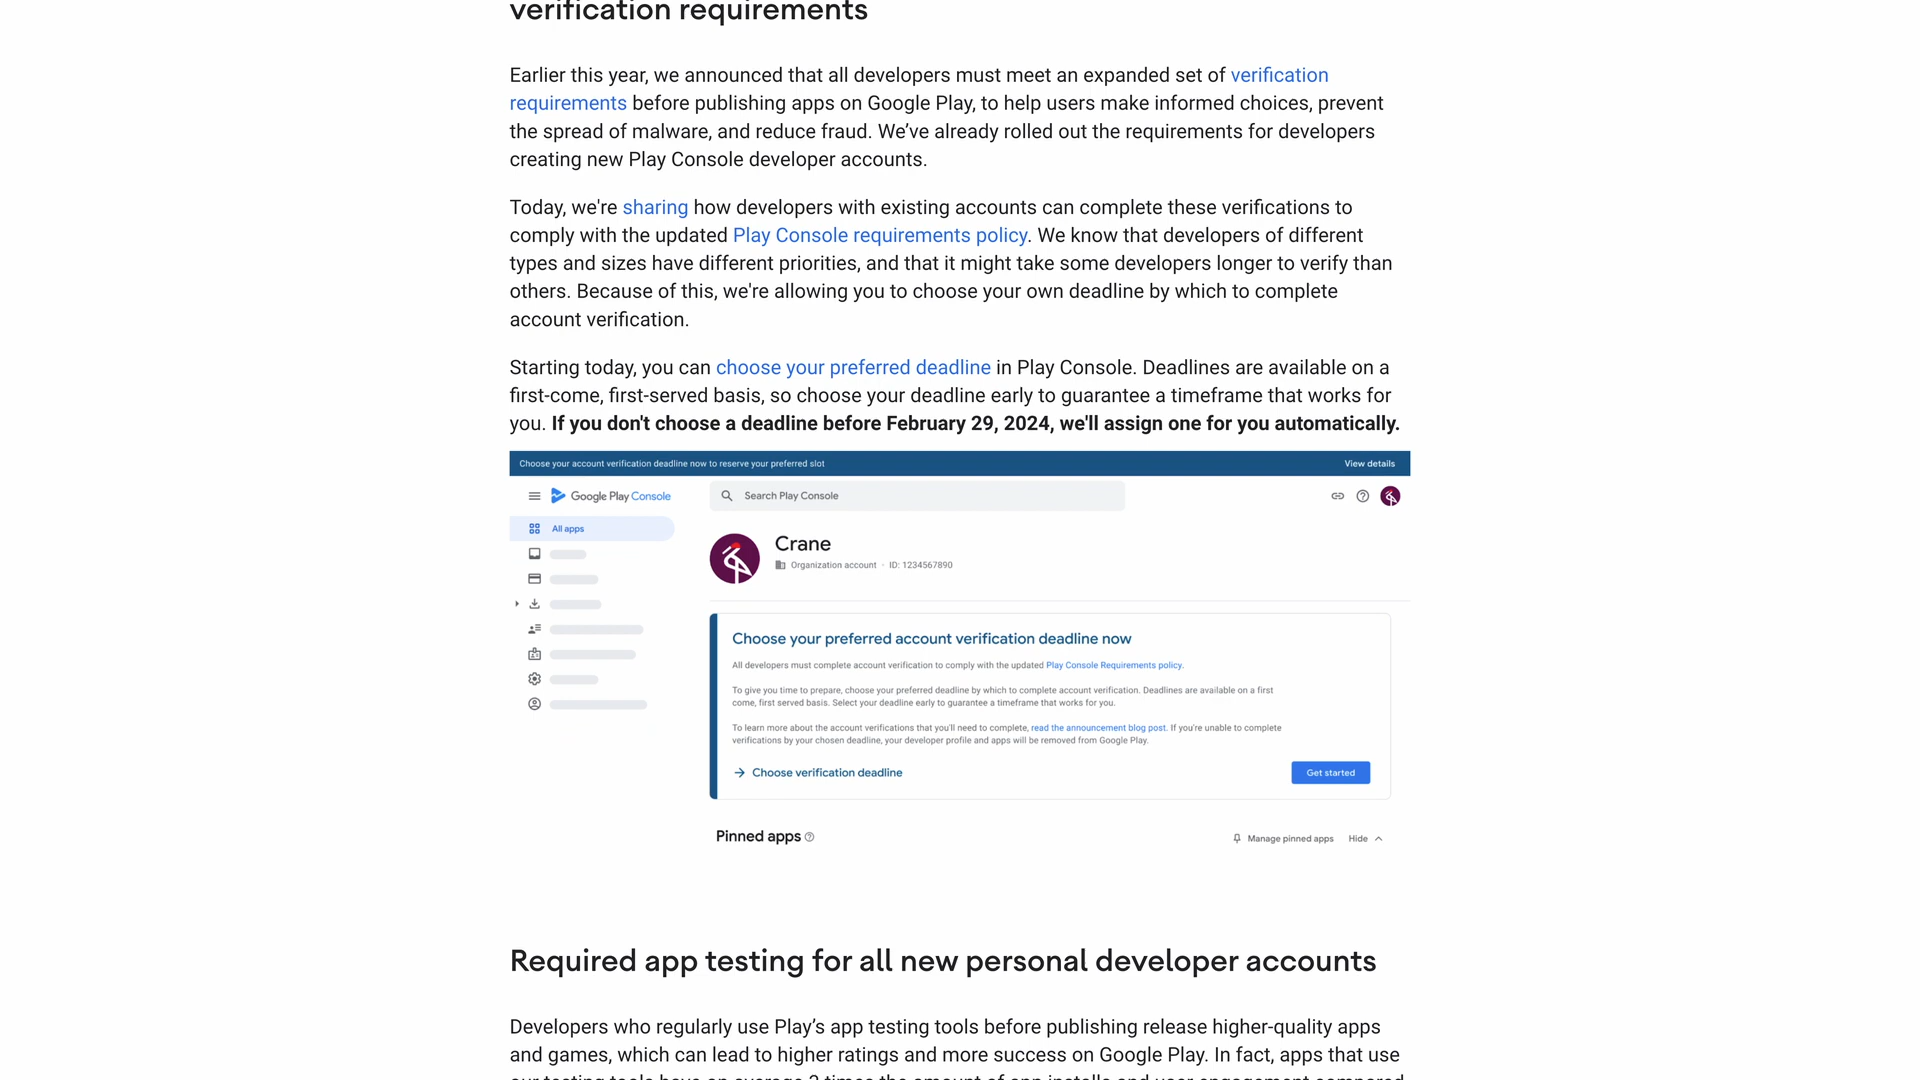 verification requirements
Earlier this year, we announced that all developers must meet an expanded set of verification
requirements before publishing apps on Google Play, to help users make informed choices, prevent
the spread of malware, and reduce fraud. We’ve already rolled out the requirements for developers
creating new Play Console developer accounts.
Today, we're sharing how developers with existing accounts can complete these verifications to
comply with the updated Play Console requirements policy. We know that developers of different
types and sizes have different priorities, and that it might take some developers longer to verify than
others. Because of this, we're allowing you to choose your own deadline by which to complete
account verification.
Starting today, you can choose your preferred deadline in Play Console. Deadlines are available on a
first-come, first-served basis, so choose your deadline early to guarantee a timeframe that works for
you. If you don't choose a deadline before February 29, 2024, we'll assign one for you automatically.
Choose your account verification deadline now to reserve your preferred slot View details
Google Play Console Search Play Console
All apps
Crane
Organization account · ID: 1234567890
Choose your preferred account verification deadline now
All developers must complete account verification to comply with the updated Play Console Requirements policy.
To give you time to prepare, choose your preferred deadline by which to complete account verification. Deadlines are available on a first
come, first served basis. Select your deadline early to guarantee a timeframe that works for you.
To learn more about the account verifications that you'll need to complete, read the announcement blog post. If you're unable to complete
verifications by your chosen deadline, your developer profile and apps will be removed from Google Play.
Choose verification deadline Get started
Pinned apps Manage pinned apps Hide
Required app testing for all new personal developer accounts
Developers who regularly use Play’s app testing tools before publishing release higher-quality apps
and games, which can lead to higher ratings and more success on Google Play. In fact, apps that use
our testing tools have on average 3 times the amount of app installs and user engagement compared